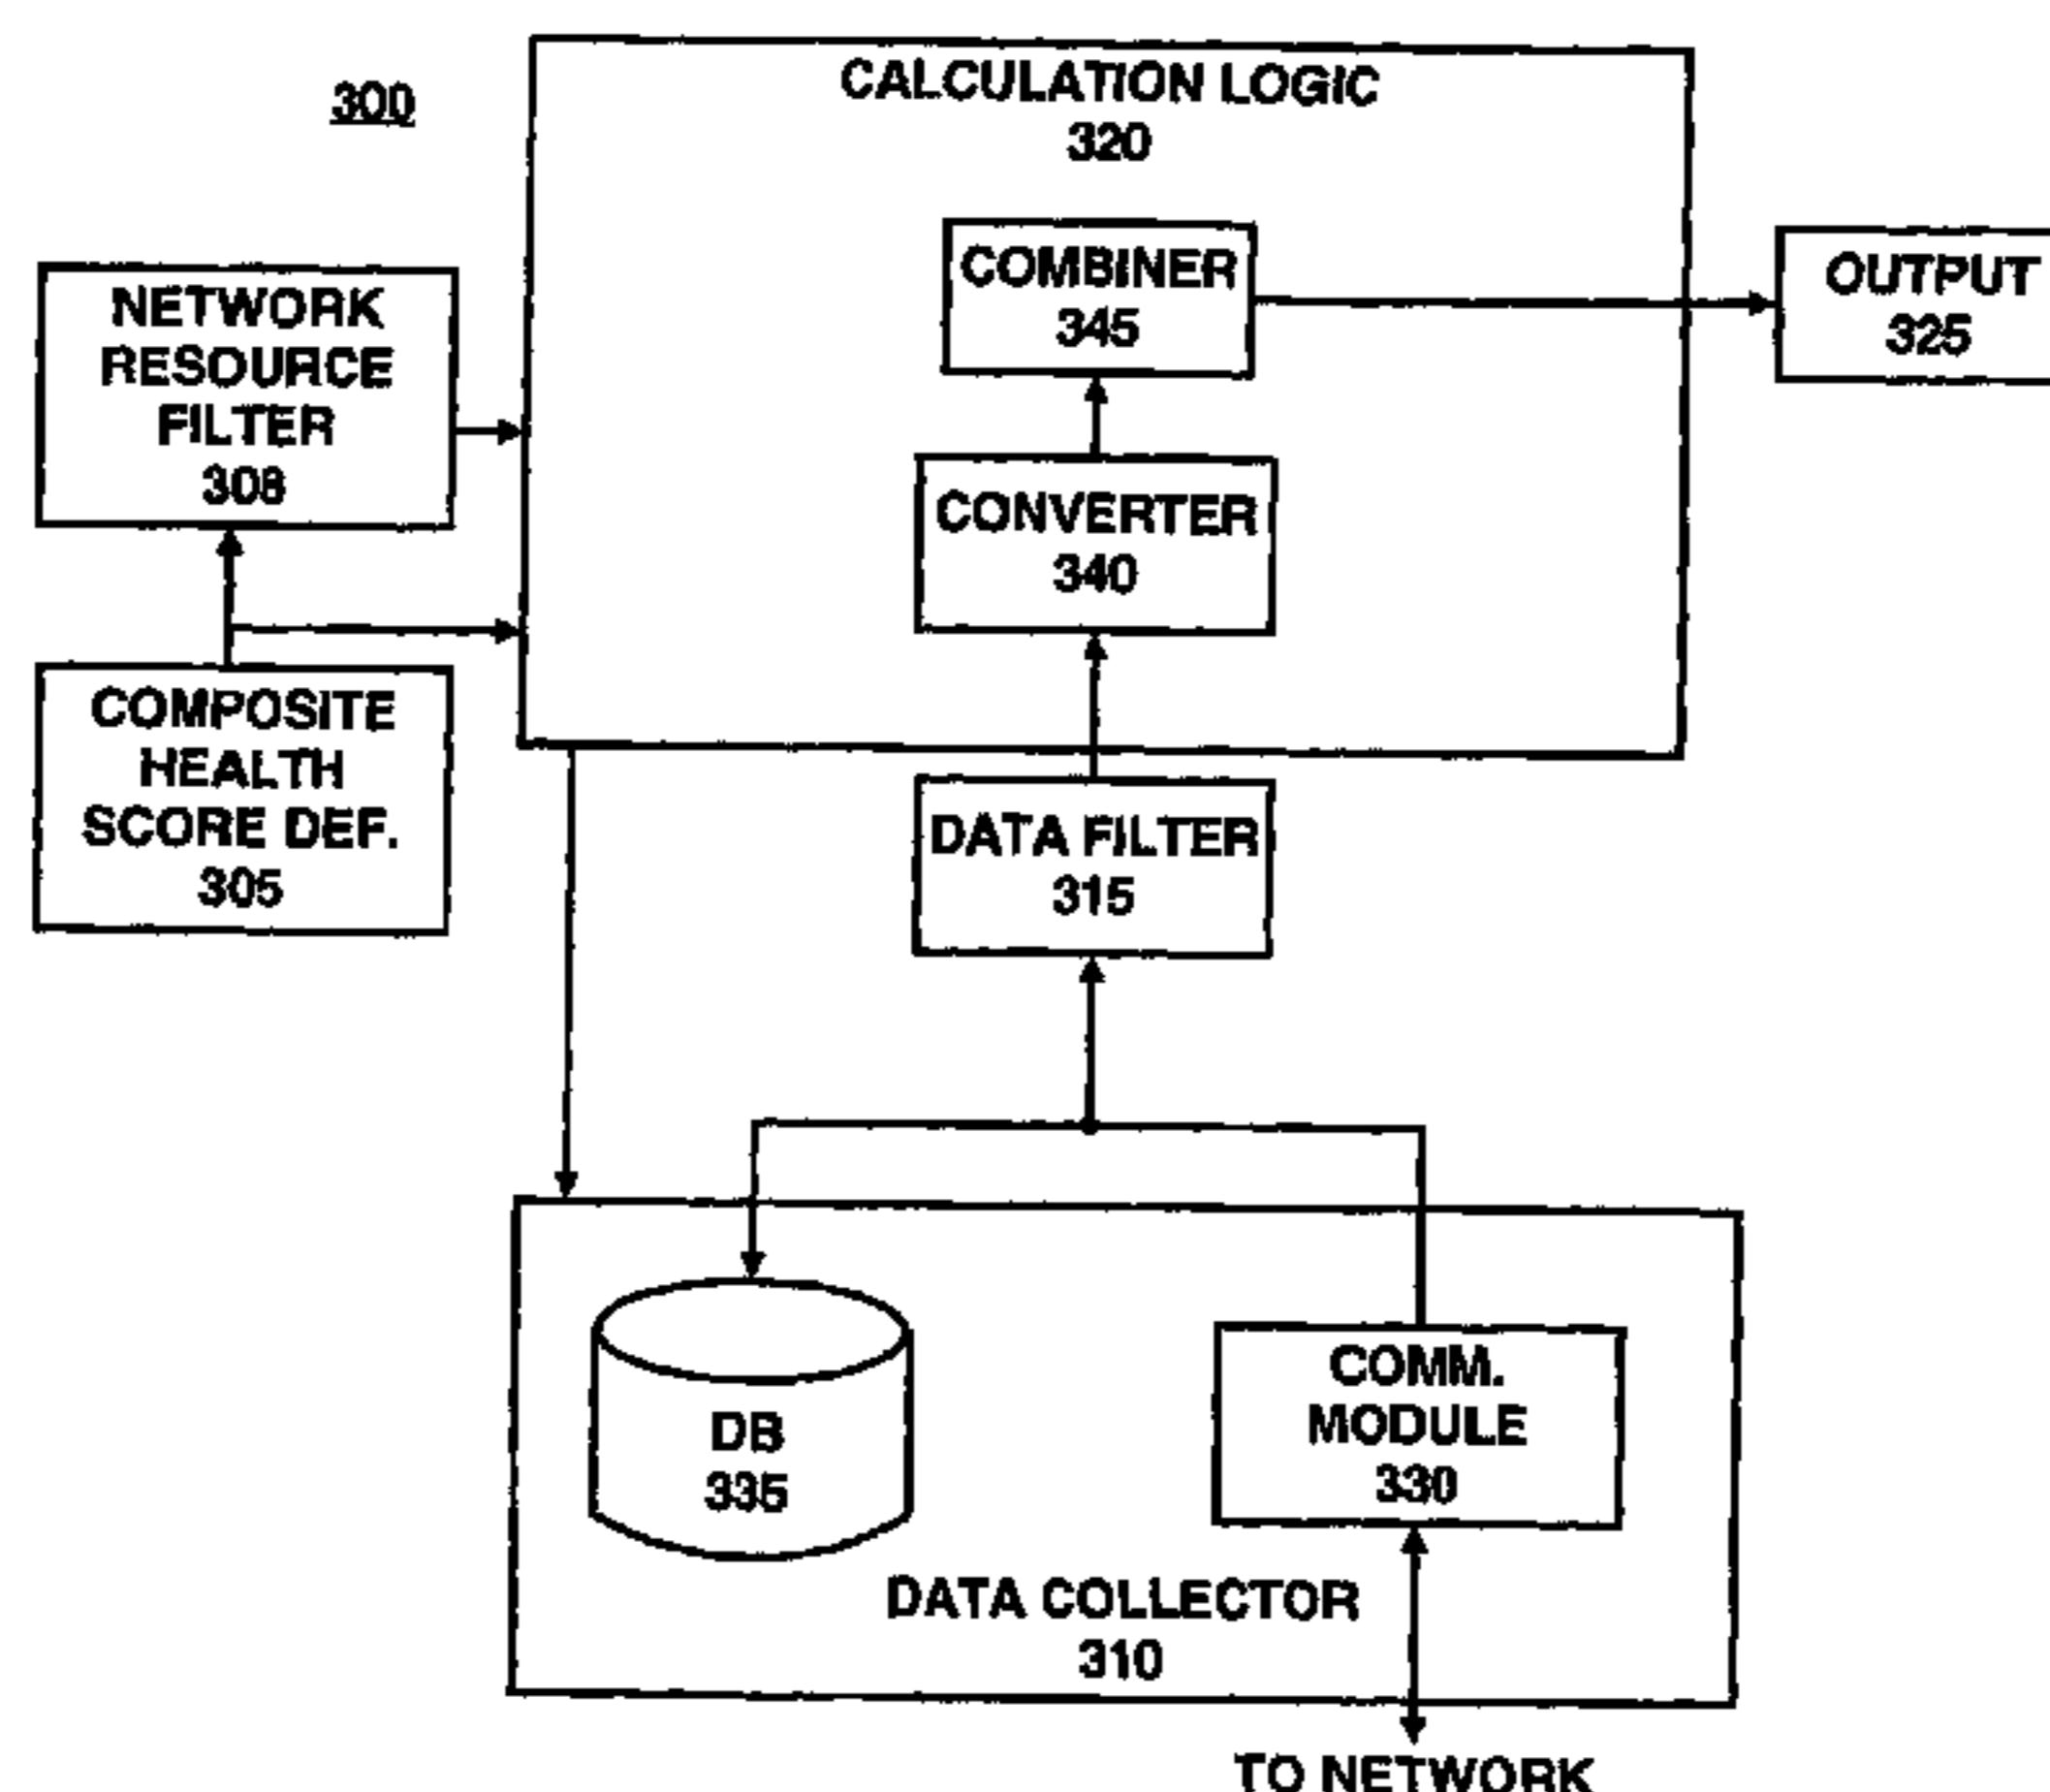 300
CALCULATION LOGIC
320
COMBINER
345
OUTPUT
325
NETWORK
RESOURCE
FILTER
308
CONVERTER
340
COMPOSITE
HEALTH
SCORE DEF.
305
DATA FILTER
315
DB
335
COMM.
MODULE
330
DATA COLLECTOR
310
TO NETWORK